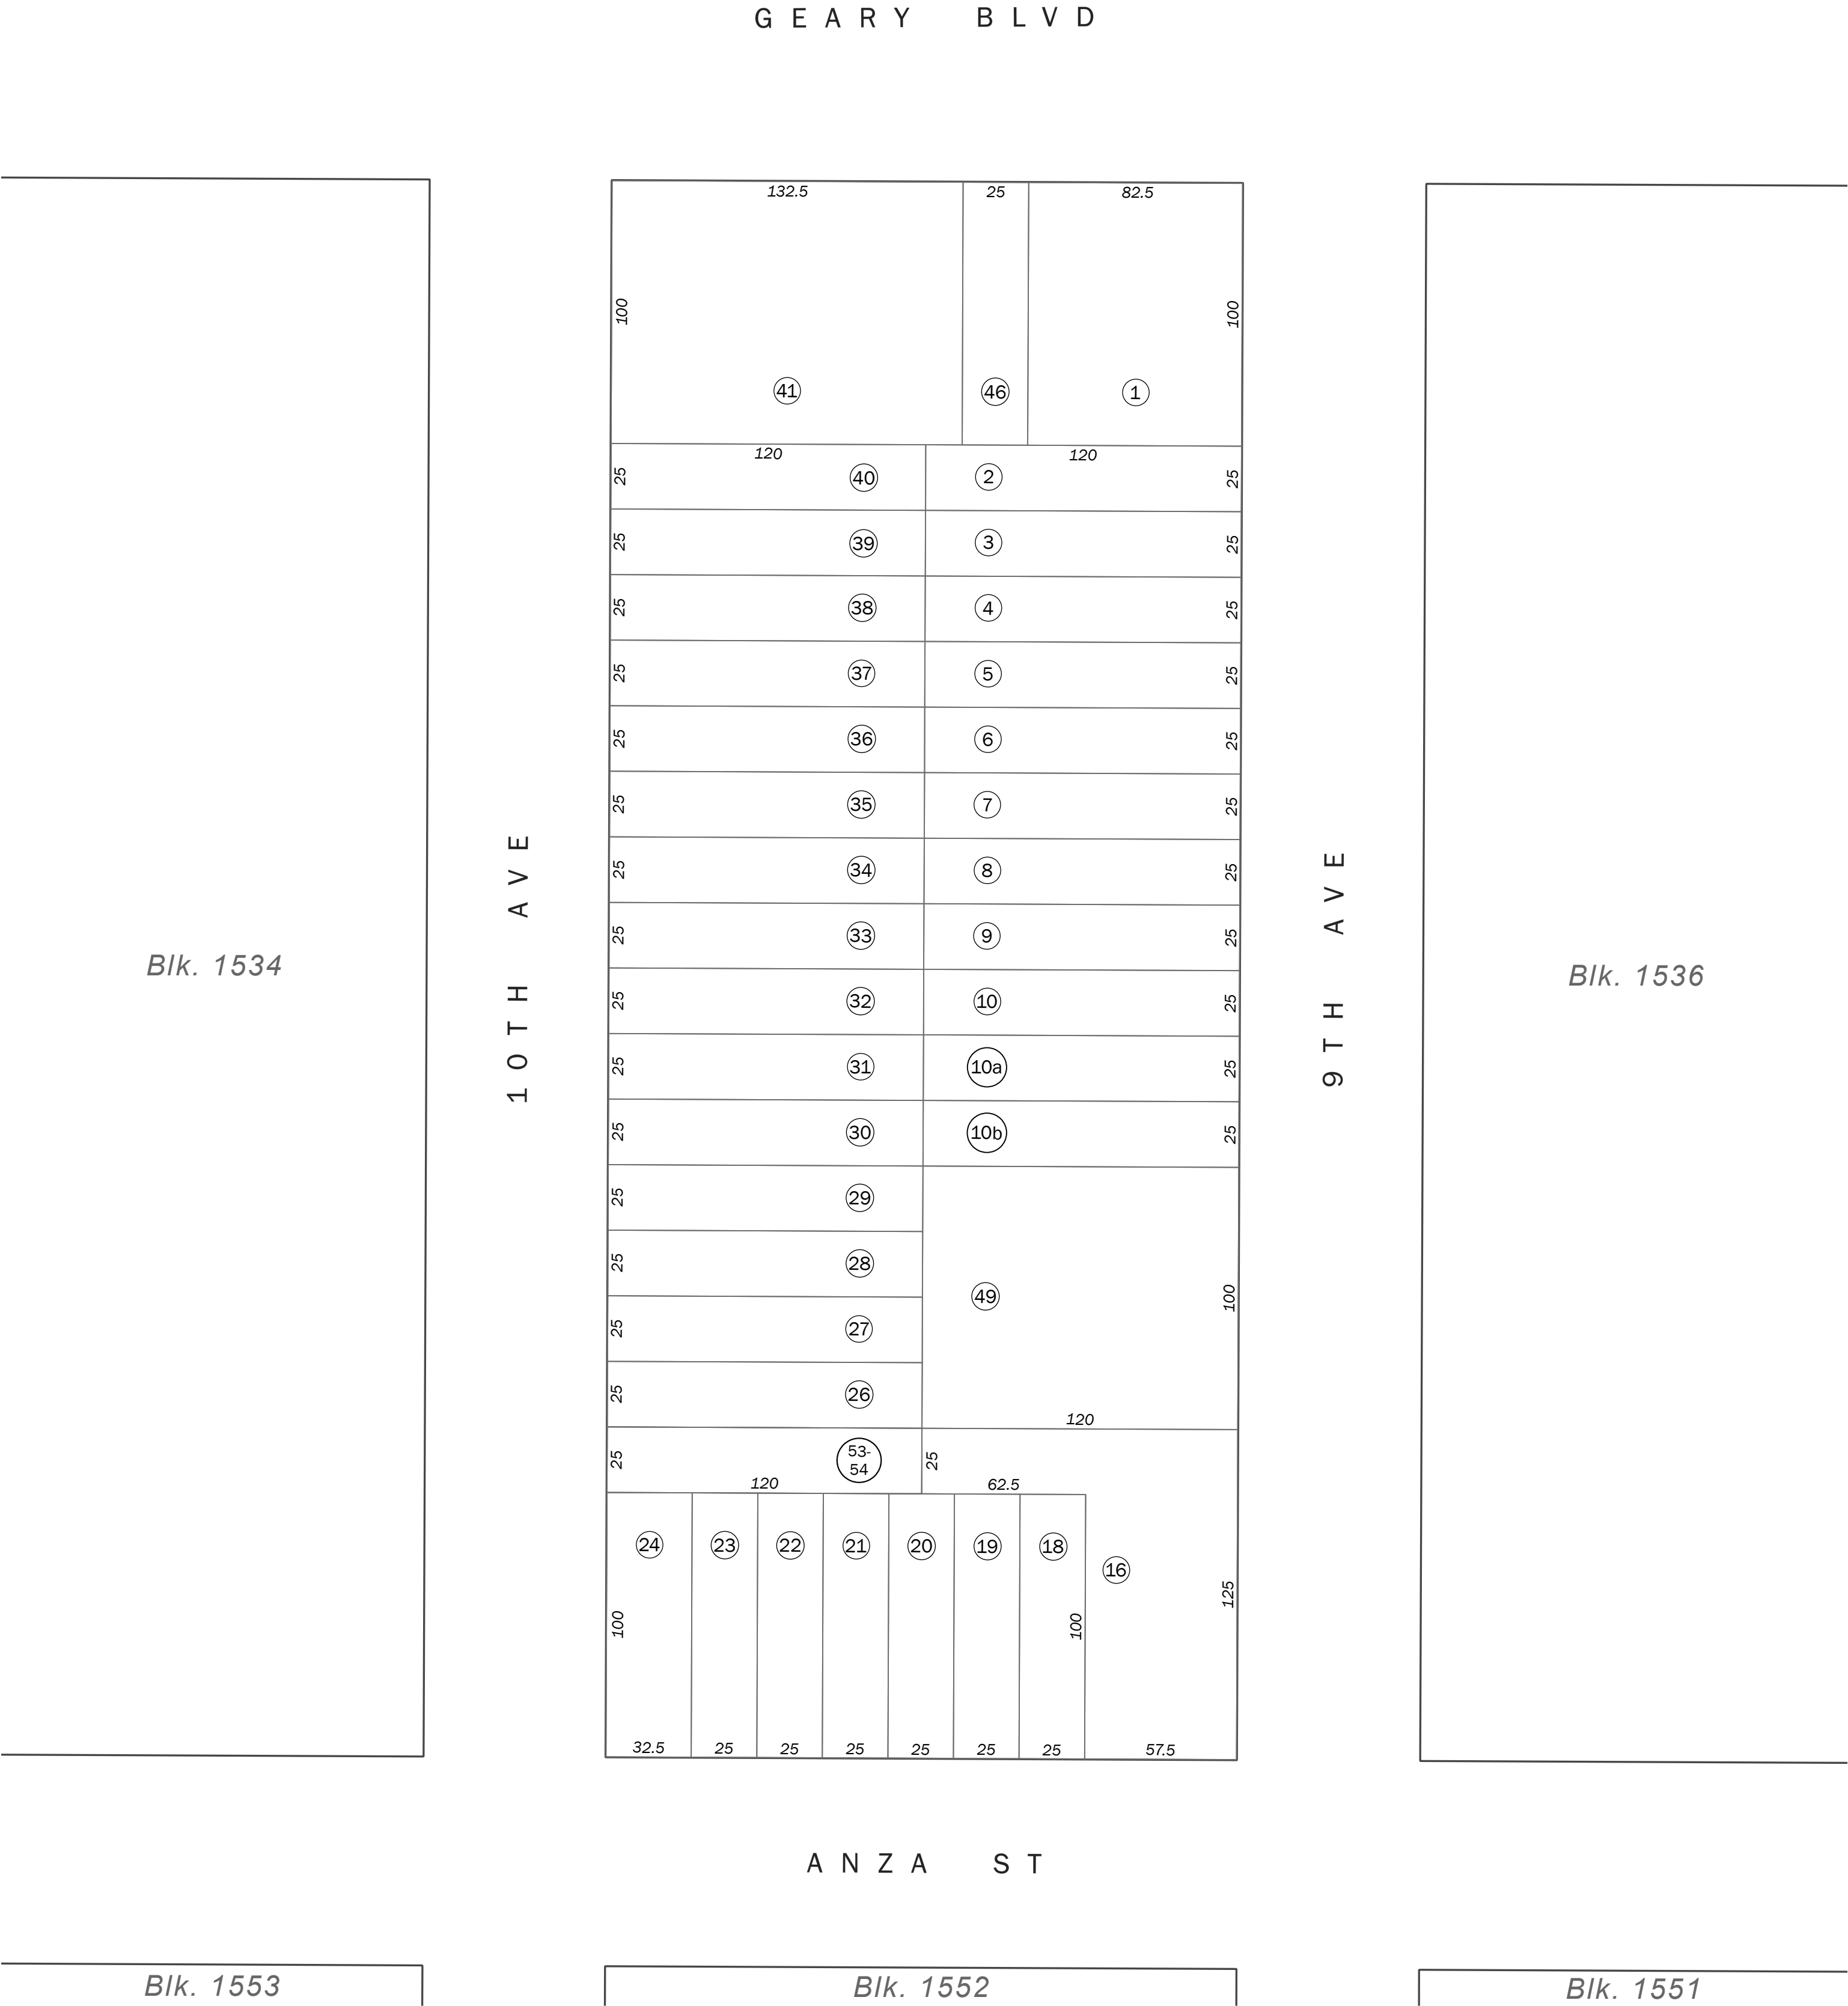 GEARY BLVD
132.5 25 82.5
100 100
41 46 1
120 120
25 40 2 25
25 39 3 25
25 38 4 25
25 37 5 25
25 36 6 25
25 35 7 25
10TH AVE
9TH AVE
25 34 8 25
25 33 9 25
Blk. 1534
Blk. 1536
25 32 10 25
25 31 10a 25
25 30 10b 25
25 29
25 28
49 100
25 27
25 26
120
25 53-
54
25
120 62.5
24 23 22 21 20 19 18 16
100 100 125
32.5 25 25 25 25 25 25 57.5
ANZA ST
Blk. 1553 Blk. 1552 Blk. 1551